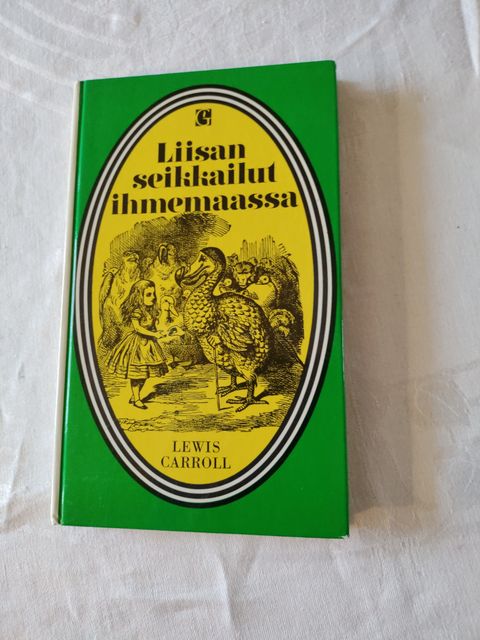 Liisan
seikkailut
ihmemaassa
LEWIS
CARROLL